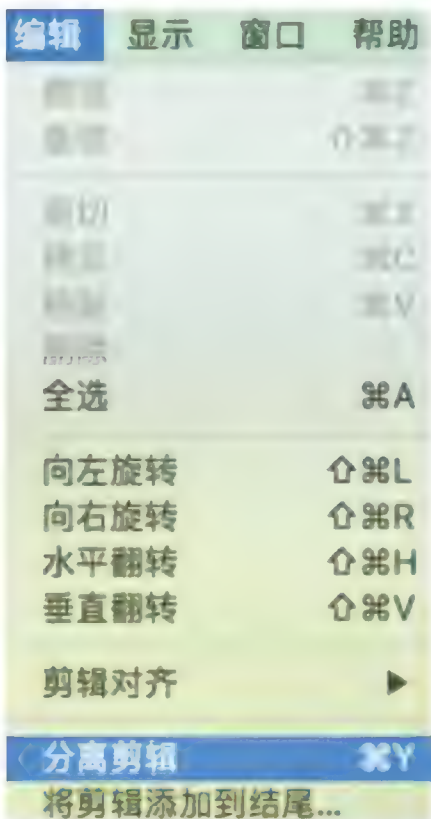 编辑 显示 窗口 帮助
⌘Z
⇧⌘Z
剪切 ⌘X
⌘C
⌘V
全选 ⌘A
向左旋转 ⇧⌘L
向右旋转 ⇧⌘R
水平翻转 ⇧⌘H
垂直翻转 ⇧⌘V
剪辑对齐 ▶
分离剪辑 ⌘Y
将剪辑添加到结尾...